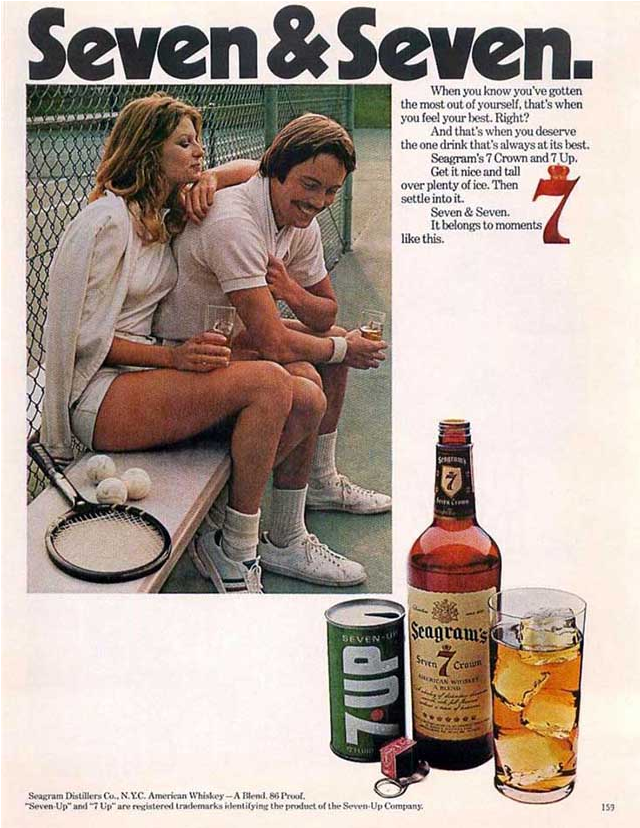 Seven & Seven.
When you know you've gotten
the most out of yourself, that's when
you feel your best. Right?
And that's when you deserve
the one drink that's always at its best.
Seagram's 7 Crown and 7 Up.
Get it nice and tall
over plenty of ice. Then
settle into it.
Seven & Seven.
It belongs to moments
like this.
7
Seagram's
7
Seven Crown
SEVEN-UP
7UP
Seagram's
7
Seven Crown
AMERICAN WHISKEY
A BLEND
Seagram Distillers Co., N.Y.C. American Whiskey—A Blend. 86 Proof.
"Seven-Up" and "7 Up" are registered trademarks identifying the product of the Seven-Up Company.
159